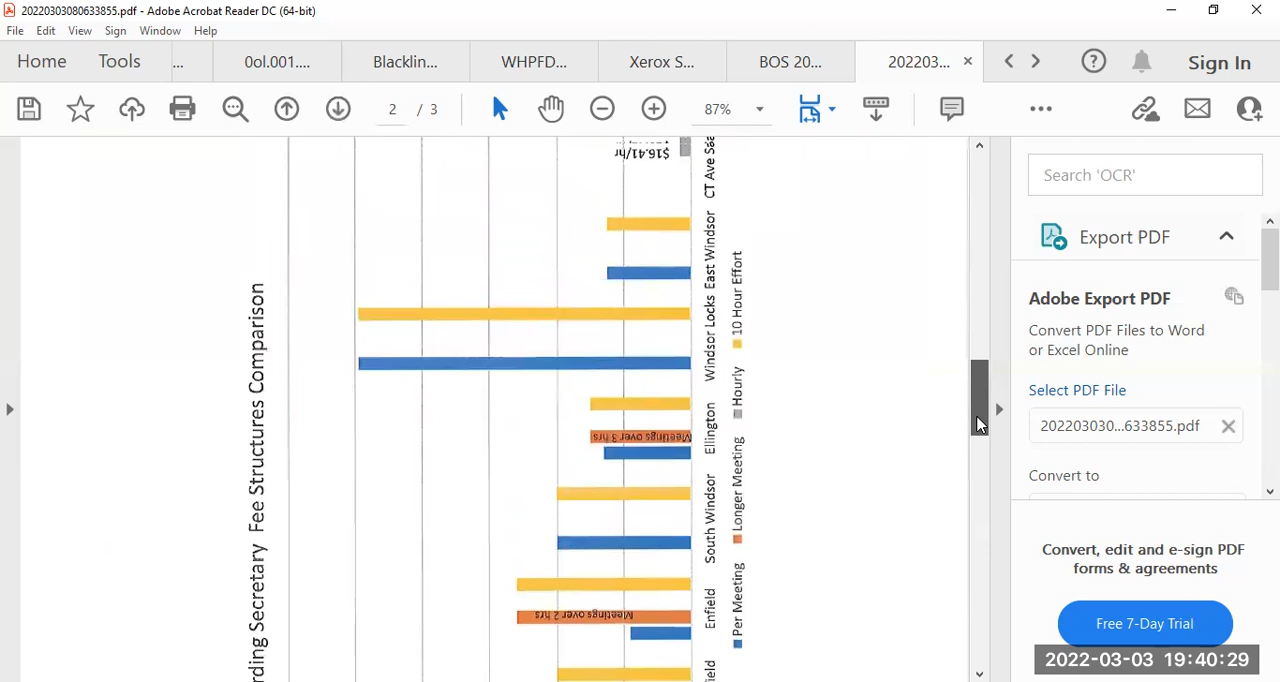 20220303080633855.pdf - Adobe Acrobat Reader DC (64-bit)
File Edit View Sign Window Help
Home Tools ... 0ol.001.... Blacklin... WHPFD... Xerox S... BOS 20... 202203... Sign In
2 / 3 87%
$16.41/hr
CT Ave
East Windsor
Windsor Locks
Ellington
South Windsor
Enfield
Meetings over 3 hrs
Meetings over 2 hrs
rding Secretary Fee Structures Comparison
Per Meeting Longer Meeting Hourly 10 Hour Effort
Search 'OCR'
Export PDF
Adobe Export PDF
Convert PDF Files to Word
or Excel Online
Select PDF File
202203030...633855.pdf
Convert to
Convert, edit and e-sign PDF
forms & agreements
Free 7-Day Trial
2022-03-03 19:40:29